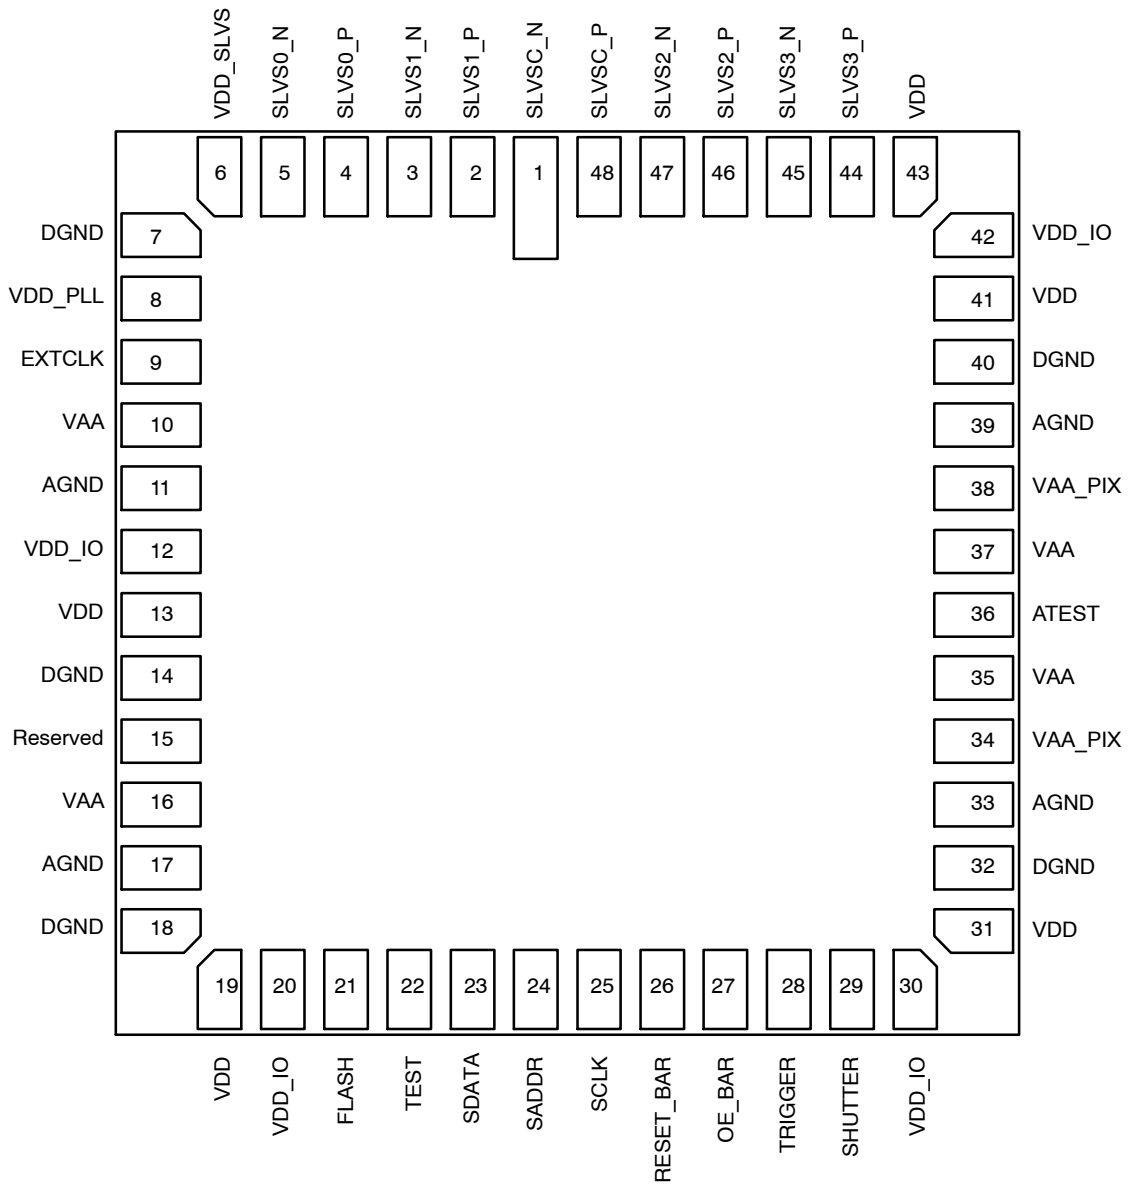 VDD_SLVS
SLVS0_N
SLVS0_P
SLVS1_N
SLVS1_P
SLVSC_N
SLVSC_P
SLVS2_N
SLVS2_P
SLVS3_N
SLVS3_P
VDD
6 5 4 3 2 1 48 47 46 45 44 43
DGND 7
VDD_PLL 8
EXTCLK 9
VAA 10
AGND 11
VDD_IO 12
VDD 13
DGND 14
Reserved 15
VAA 16
AGND 17
DGND 18
42 VDD_IO
41 VDD
40 DGND
39 AGND
38 VAA_PIX
37 VAA
36 ATEST
35 VAA
34 VAA_PIX
33 AGND
32 DGND
31 VDD
19 20 21 22 23 24 25 26 27 28 29 30
VDD
VDD_IO
FLASH
TEST
SDATA
SADDR
SCLK
RESET_BAR
OE_BAR
TRIGGER
SHUTTER
VDD_IO